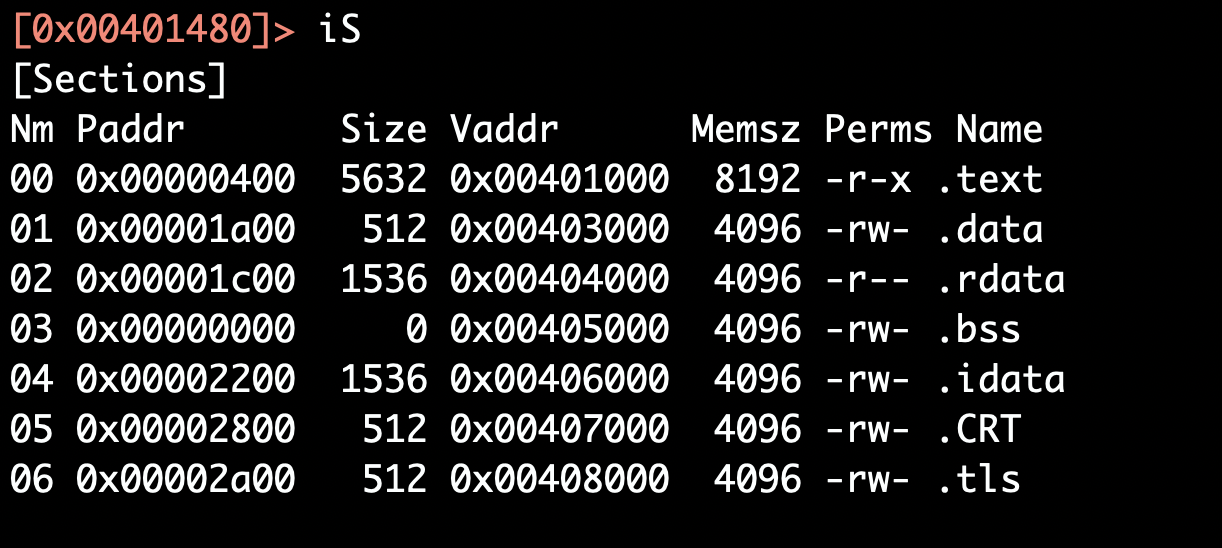 [0x00401480]> iS
[Sections]
Nm Paddr       Size Vaddr      Memsz Perms Name
00 0x00000400  5632 0x00401000  8192 -r-x .text
01 0x00001a00   512 0x00403000  4096 -rw- .data
02 0x00001c00  1536 0x00404000  4096 -r-- .rdata
03 0x00000000     0 0x00405000  4096 -rw- .bss
04 0x00002200  1536 0x00406000  4096 -rw- .idata
05 0x00002800   512 0x00407000  4096 -rw- .CRT
06 0x00002a00   512 0x00408000  4096 -rw- .tls